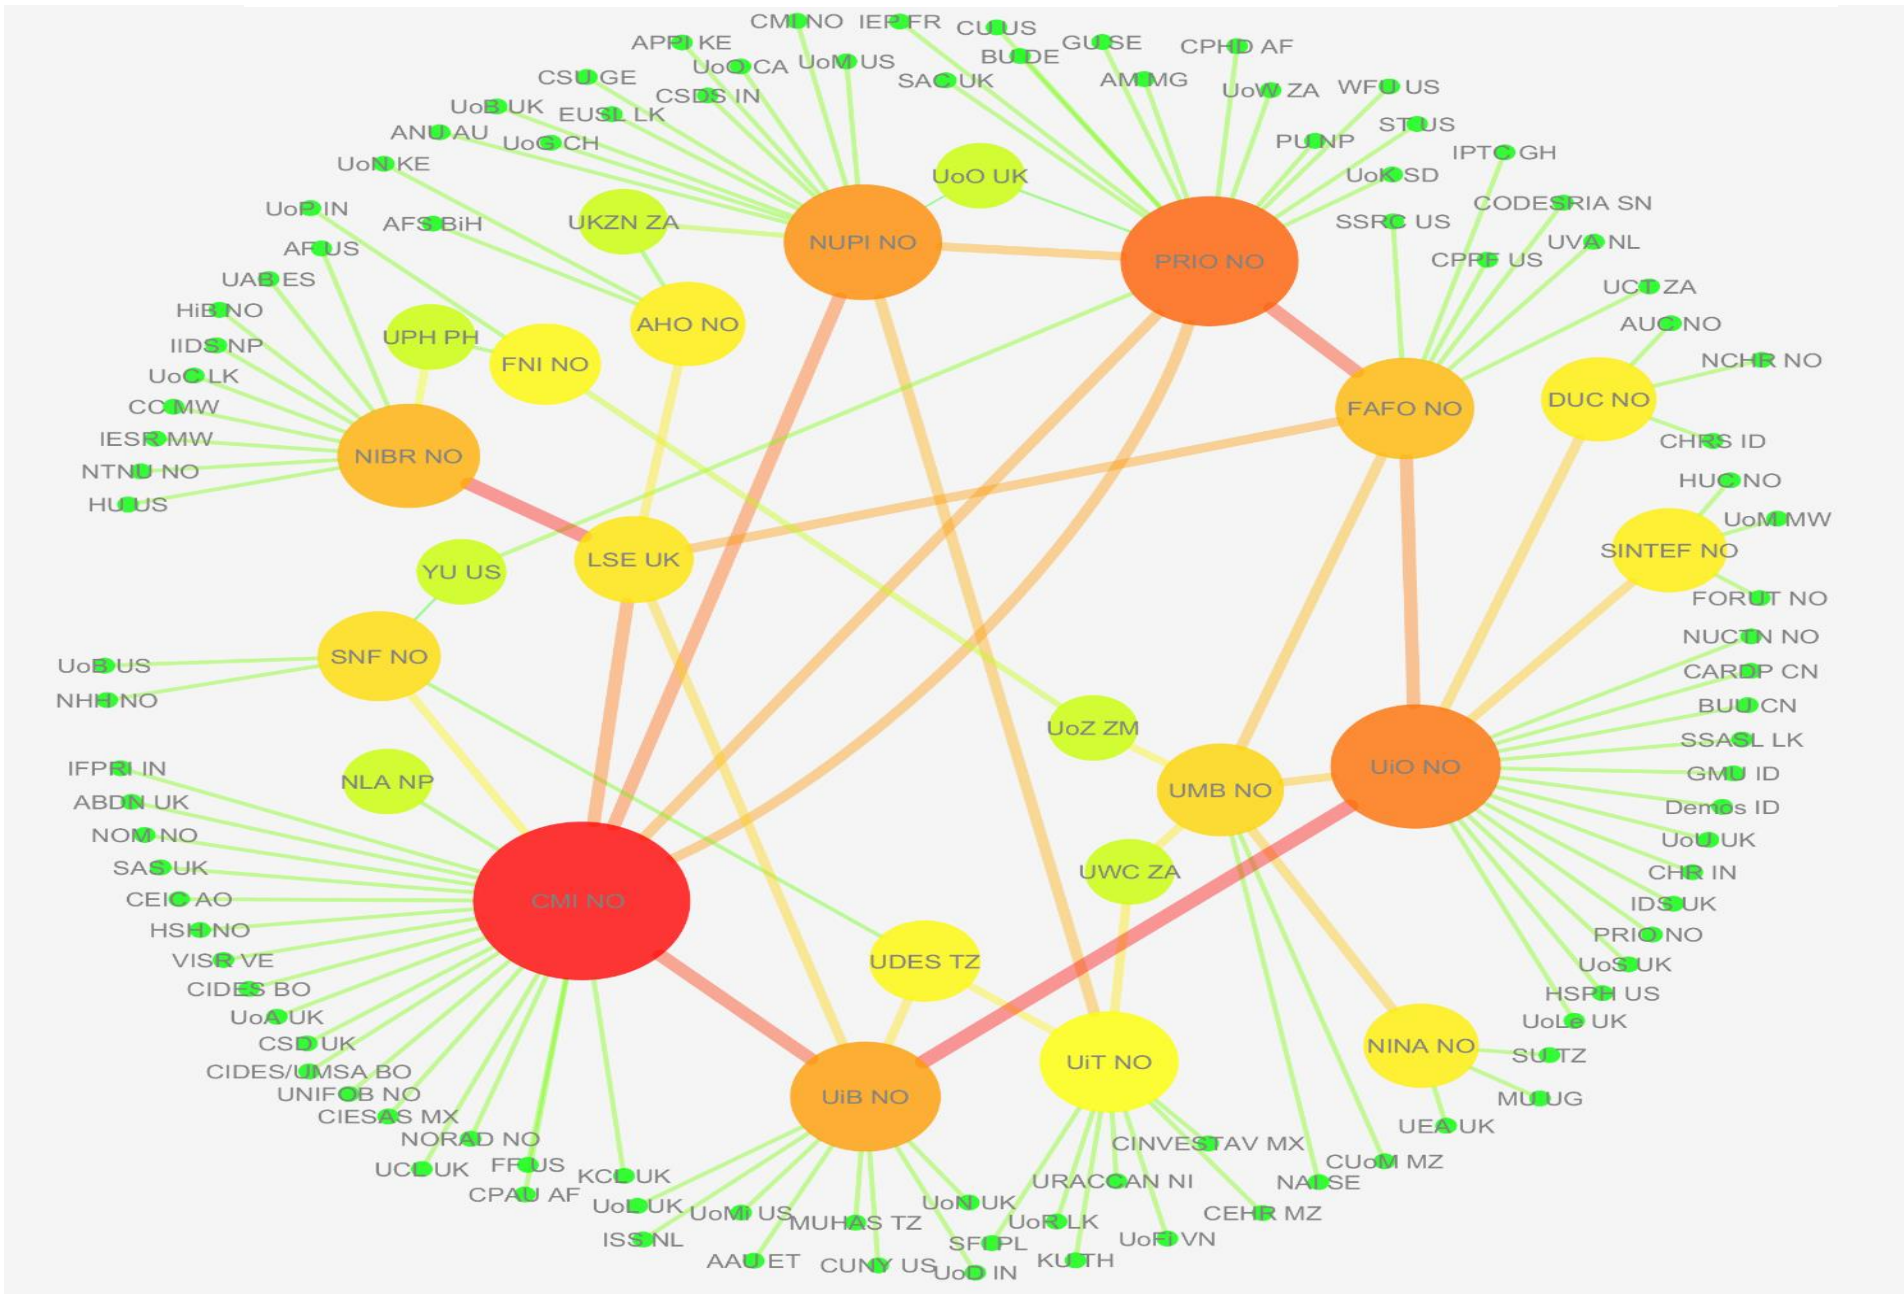 CMI NO
IEP FR
CU US
GU SE
CPHD AF
APPI KE
UoO CA
UoM US
BU DE
SAC UK
AM MG
UoW ZA
WFU US
CSU GE
CSDS IN
UoB UK
EUSL LK
ST US
ANU AU
UoG CH
PU NP
IPTC GH
UoN KE
UoO UK
UoK SD
UoP IN
AFS BiH
UKZN ZA
NUPI NO
PRIO NO
SSRC US
CODESRIA SN
UVA NL
AF US
CPPF US
UAB ES
UCT ZA
HiB NO
UPH PH
AHO NO
AUC NO
IIDS NP
FNI NO
NCHR NO
UoC LK
CC MW
FAFO NO
DUC NO
IESR MW
NIBR NO
CHRS ID
NTNU NO
HUC NO
HU US
UoM MW
YU US
LSE UK
SINTEF NO
FORUT NO
SNF NO
NUCTN NO
UoB US
CARDP CN
NHH NO
BUU CN
UoZ ZM
SSASL LK
IFPRI IN
NLA NP
UMB NO
UiO NO
GMU ID
ABDN UK
Demos ID
NOM NO
UoU UK
SAS UK
UWC ZA
CHR IN
CEIC AO
CMI NO
IDS UK
HSH NO
PRIO NO
VISR VE
UDES TZ
UoS UK
CIDES BO
HSPH US
UoA UK
UoLe UK
CSD UK
NINA NO
SU TZ
CIDES/UMSA BO
UiT NO
UNIFOB NO
UiB NO
MU UG
CIESAS MX
UEA UK
NORAD NO
CINVESTAV MX
UCL UK
FF US
KCL UK
CUoM MZ
CPAU AF
URACCAN NI
NAI SE
UoL UK
UoMi US
MUHAS TZ
UoN UK
UoR LK
CEHR MZ
ISS NL
SFI PL
UoFi VN
AAU ET
CUNY US
UoD IN
KU TH